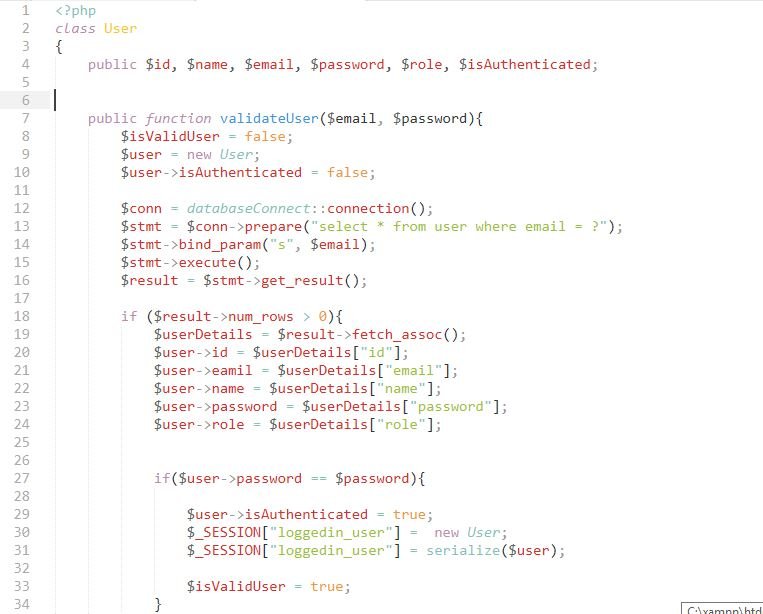 1 <?php
2 class User
3 {
4 public $id, $name, $email, $password, $role, $isAuthenticated;
5
6
7 public function validateUser($email, $password){
8 $isValidUser = false;
9 $user = new User;
10 $user->isAuthenticated = false;
11
12 $conn = databaseConnect::connection();
13 $stmt = $conn->prepare("select * from user where email = ?");
14 $stmt->bind_param("s", $email);
15 $stmt->execute();
16 $result = $stmt->get_result();
17
18 if ($result->num_rows > 0){
19 $userDetails = $result->fetch_assoc();
20 $user->id = $userDetails["id"];
21 $user->eamil = $userDetails["email"];
22 $user->name = $userDetails["name"];
23 $user->password = $userDetails["password"];
24 $user->role = $userDetails["role"];
25
26
27 if($user->password == $password){
28
29 $user->isAuthenticated = true;
30 $_SESSION["loggedin_user"] =  new User;
31 $_SESSION["loggedin_user"] = serialize($user);
32
33 $isValidUser = true;
34 }
C:\xampp\htd